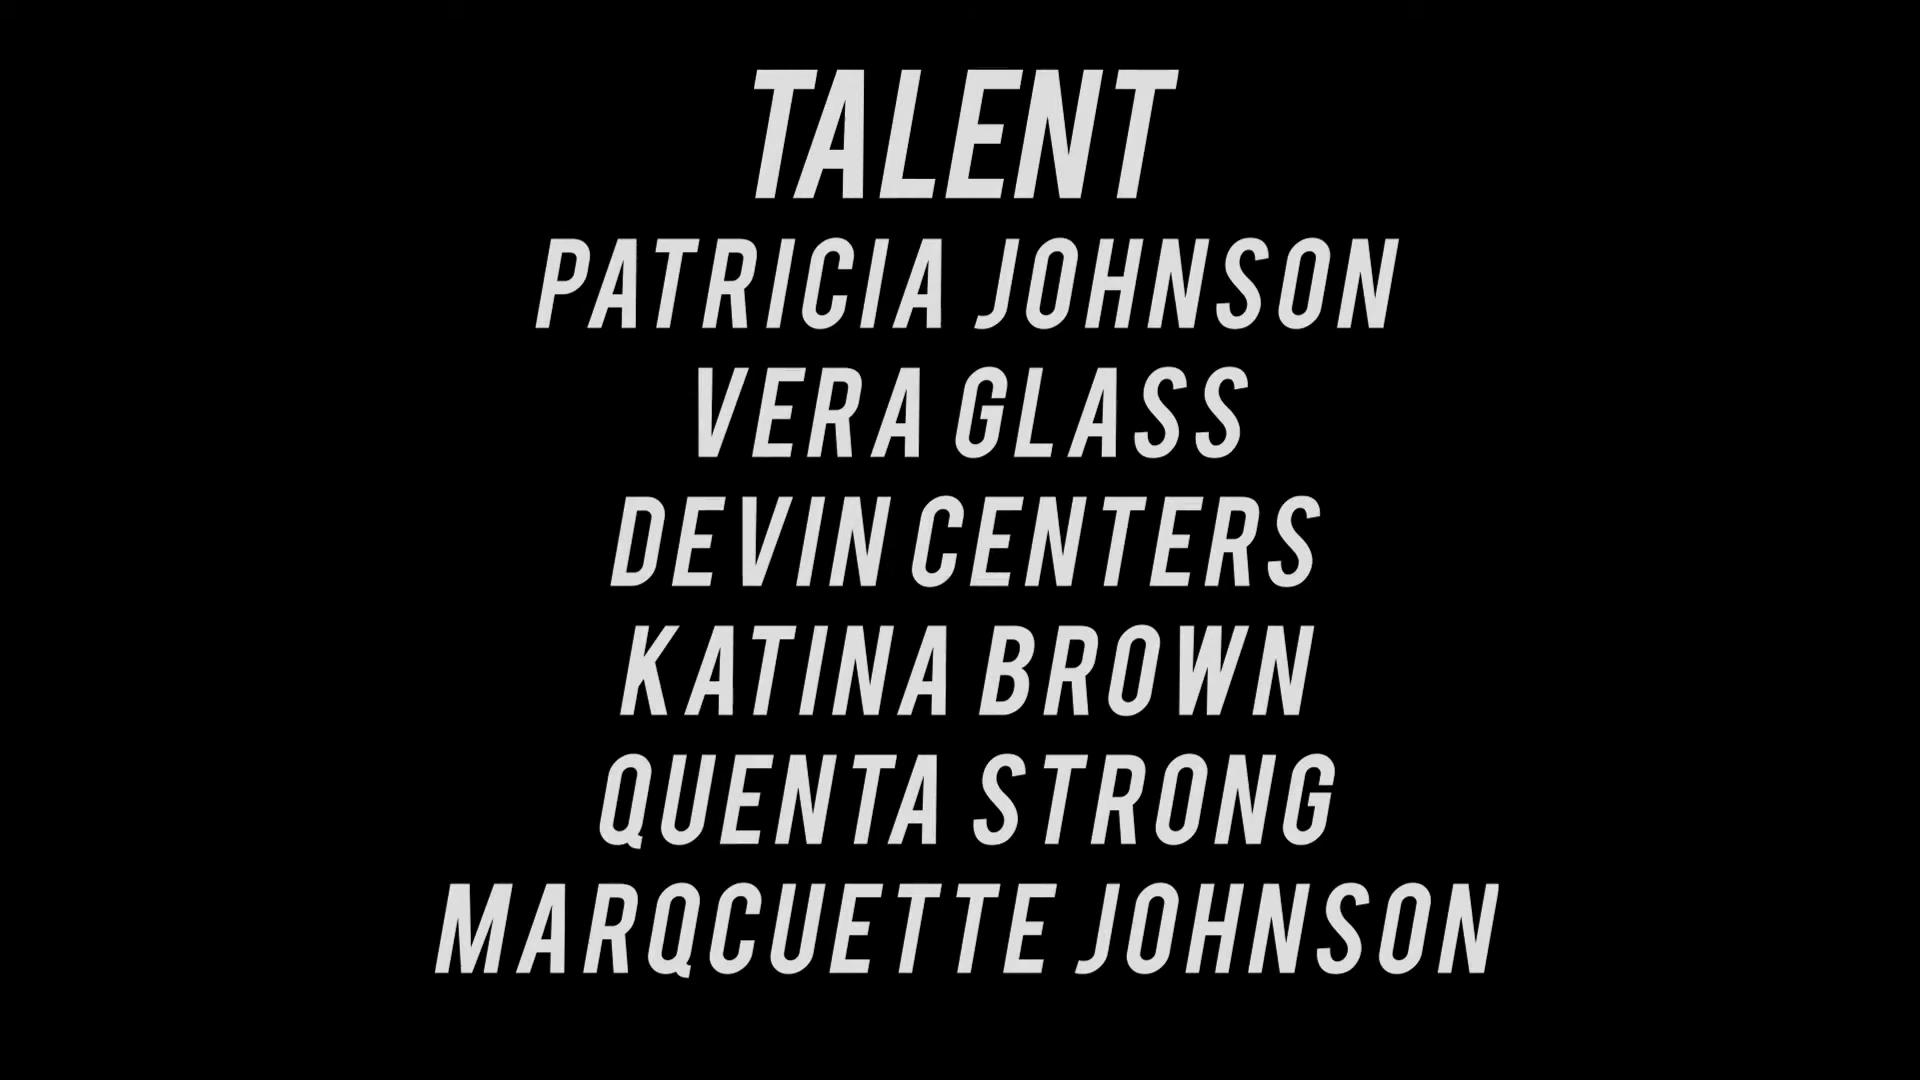 TALENT
PATRICIA JOHNSON
VERA GLASS
DEVIN CENTERS
KATINA BROWN
QUENTA STRONG
MARQCUETTE JOHNSON